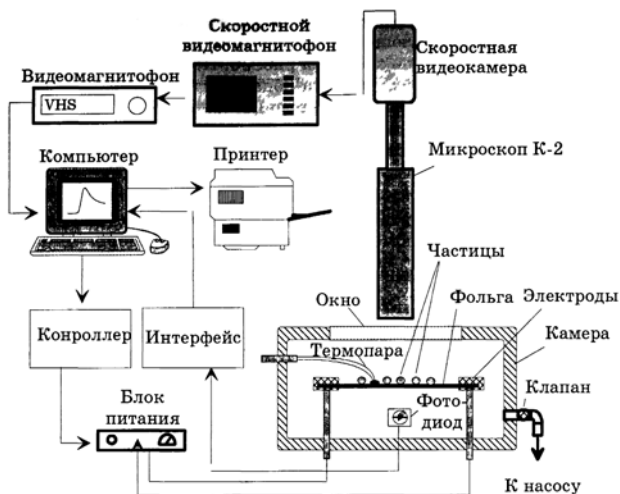 Скоростной
видеомагнитофон
Скоростная
видеокамера
Видеомагнитофон
VHS
Компьютер
Принтер
Микроскоп К-2
Частицы
Окно
Фольга
Электроды
Конроллер
Интерфейс
Термопара
Камера
Блок
питания
Фото-
диод
Клапан
К насосу